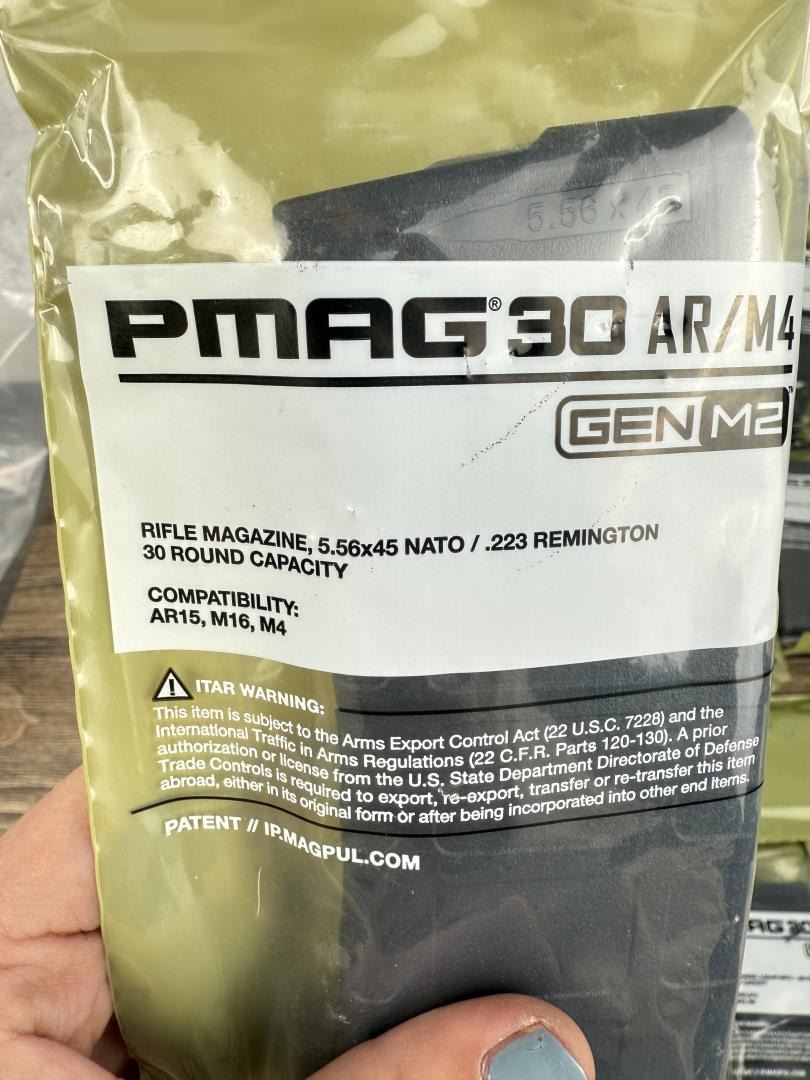 5.56 X 45
PMAG® 30 AR/M4
GEN M2™
RIFLE MAGAZINE, 5.56x45 NATO / .223 REMINGTON
30 ROUND CAPACITY
COMPATIBILITY:
AR15, M16, M4
ITAR WARNING:
This item is subject to the Arms Export Control Act (22 U.S.C. 7228) and the
International Traffic in Arms Regulations (22 C.F.R. Parts 120-130). A prior
authorization or license from the U.S. State Department Directorate of Defense
Trade Controls is required to export, re-export, transfer or re-transfer this item
abroad, either in its original form or after being incorporated into other end Items.
PATENT // IP.MAGPUL.COM